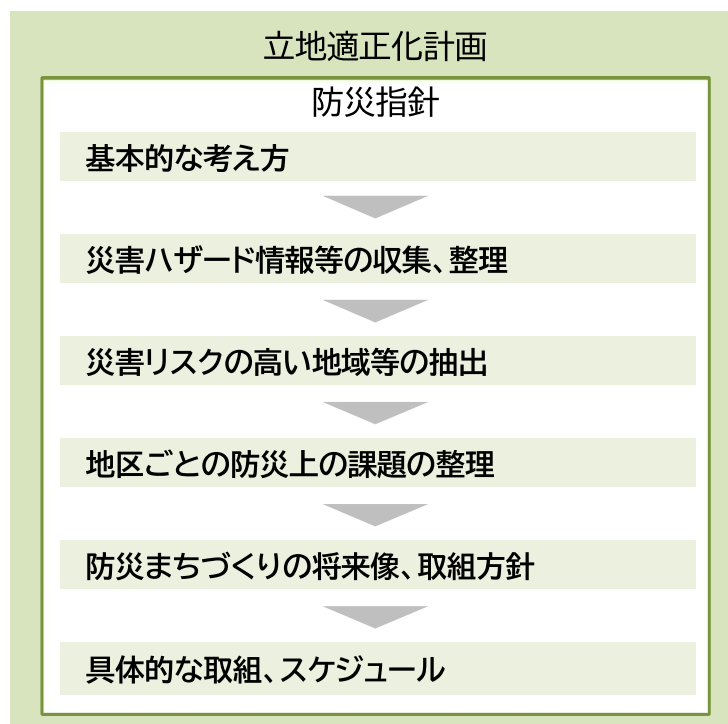 立地適正化計画
防災指針
基本的な考え方
災害ハザード情報等の収集、整理
災害リスクの高い地域等の抽出
地区ごとの防災上の課題の整理
防災まちづくりの将来像、取組方針
具体的な取組、スケジュール